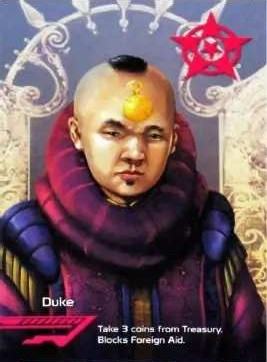 Duke
Take 3 coins from Treasury.
Blocks Foreign Aid.